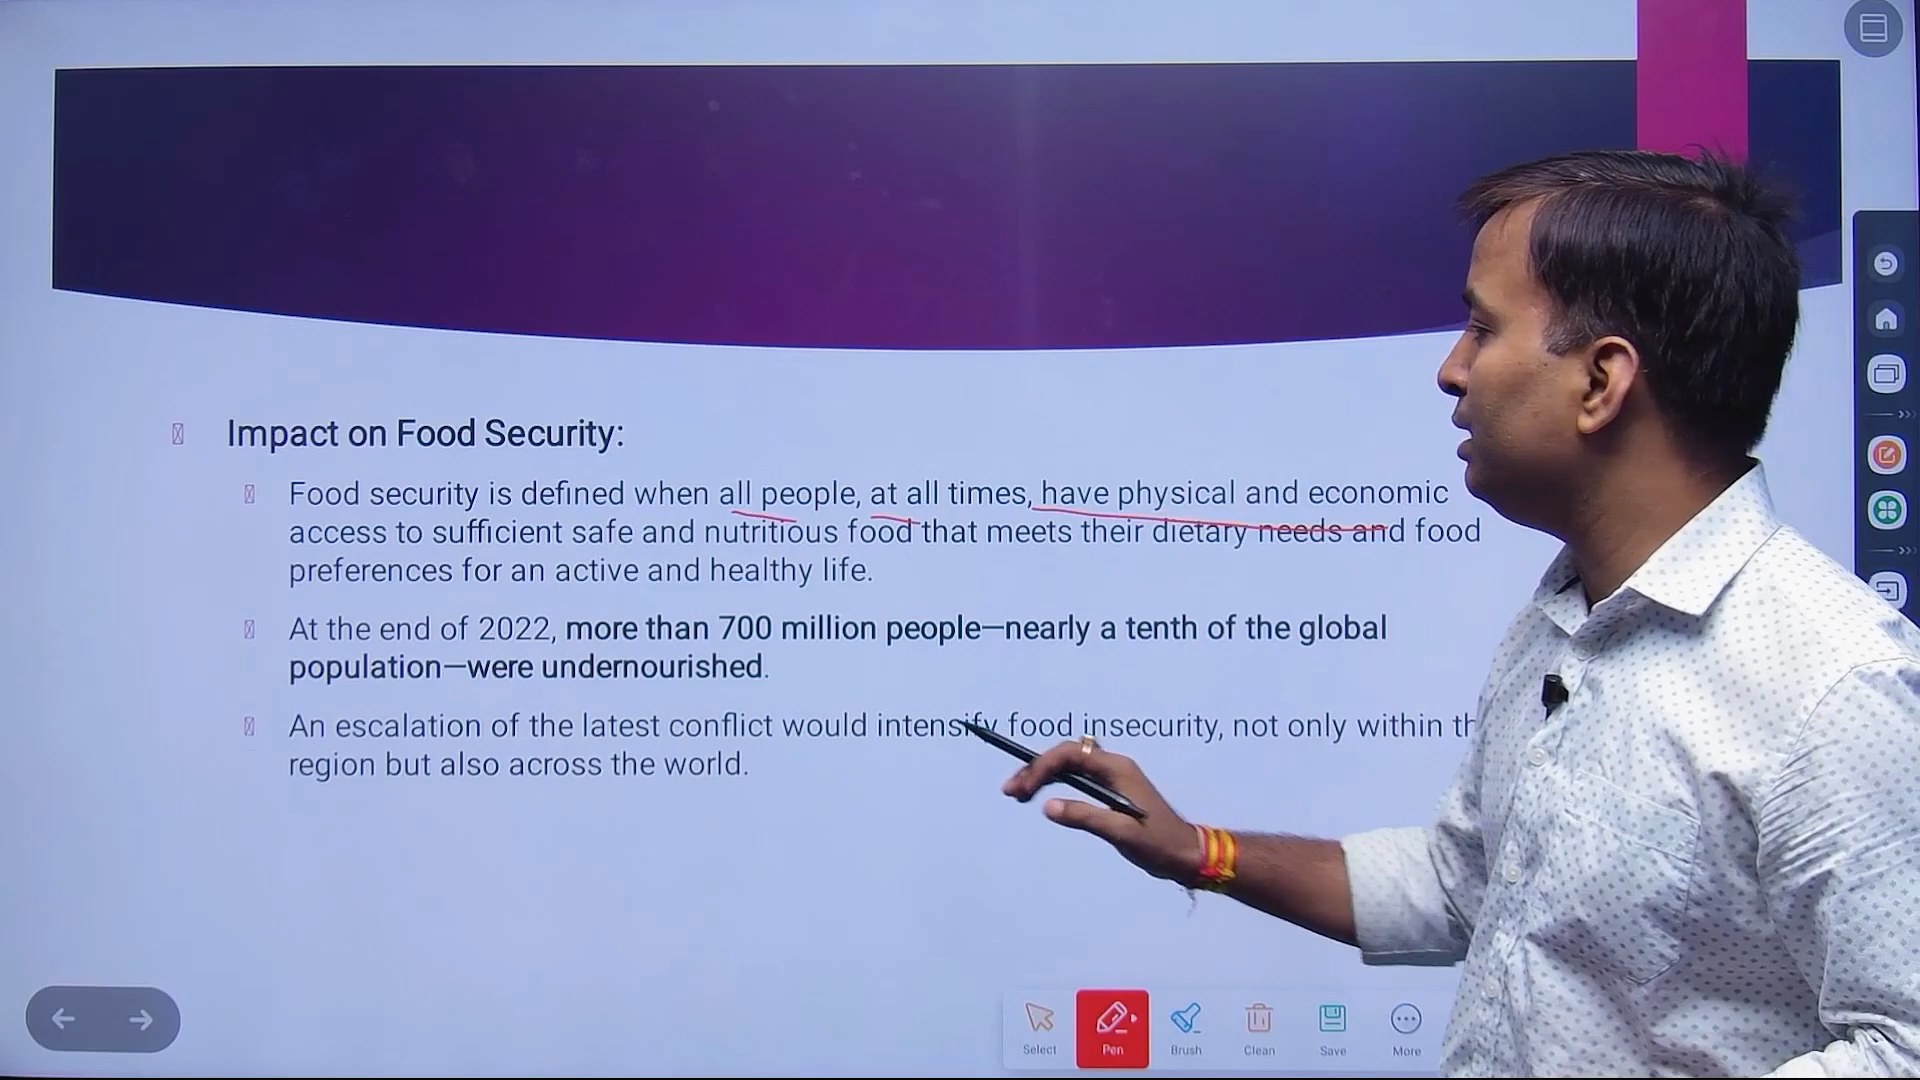 Impact on Food Security:
Food security is defined when all people, at all times, have physical and economic
access to sufficient safe and nutritious food that meets their dietary needs and food
preferences for an active and healthy life.
At the end of 2022, more than 700 million people—nearly a tenth of the global
population—were undernourished.
An escalation of the latest conflict would intensify food insecurity, not only within
region but also across the world.
Select Pen Brush Clean Save More